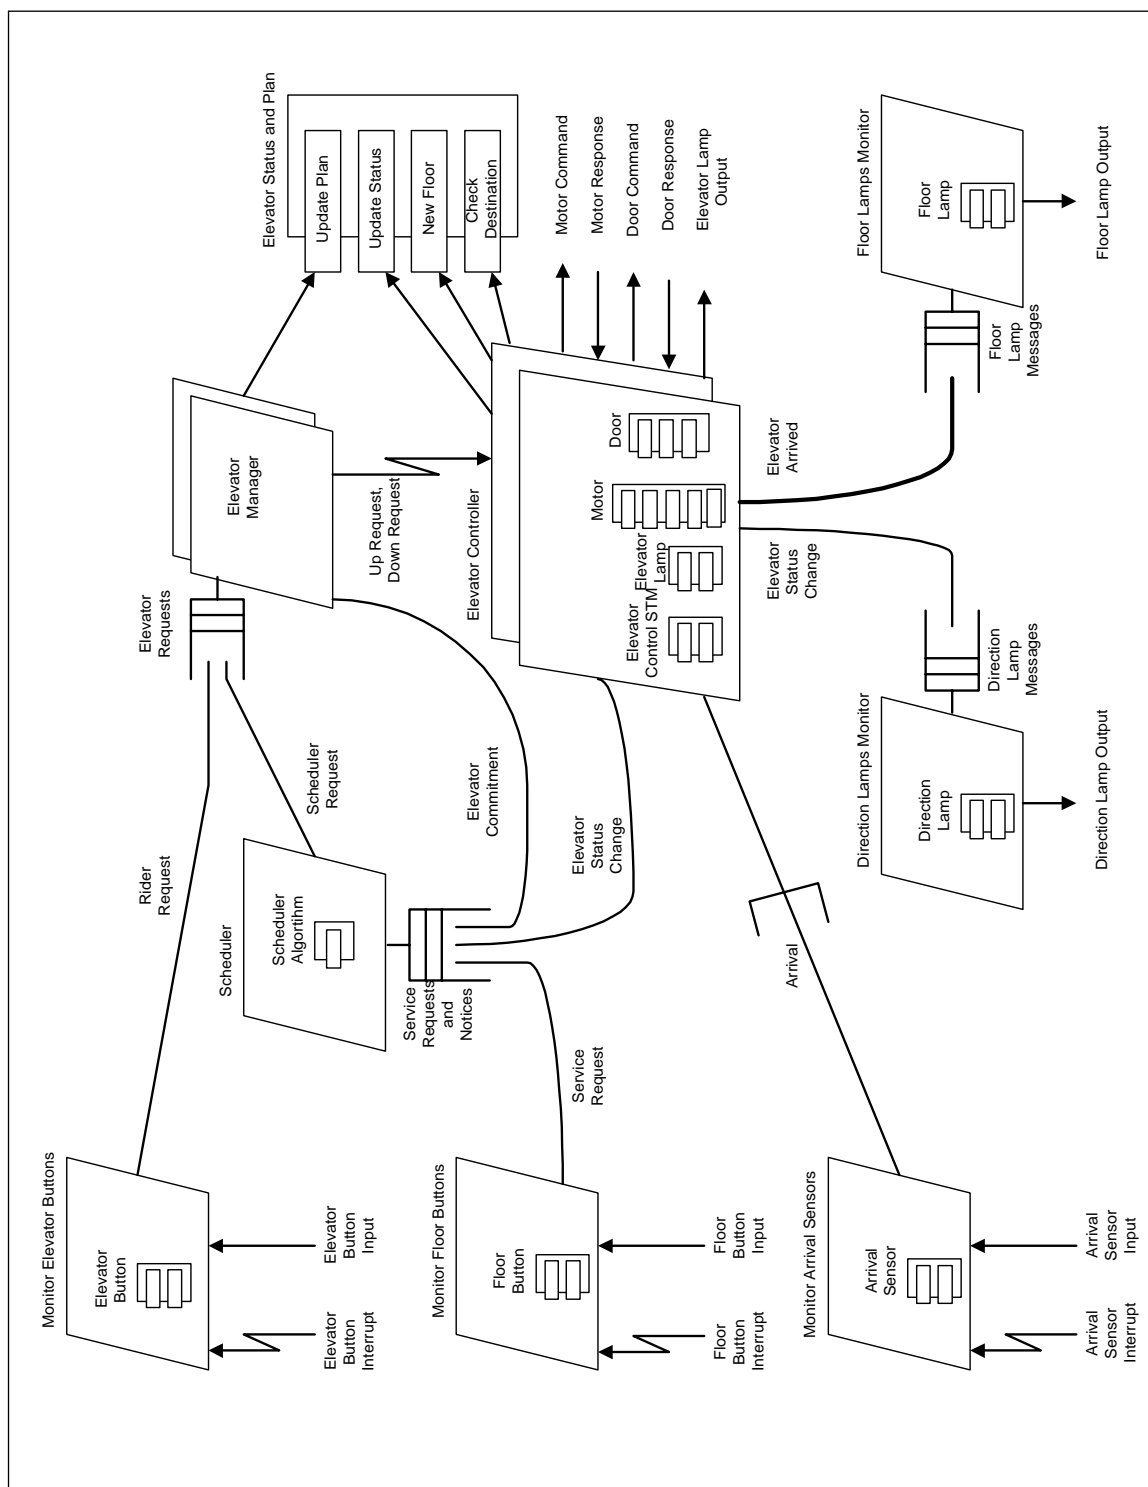 Monitor Elevator Buttons
Elevator
Button
Elevator
Button
Interrupt
Elevator
Button
Input
Rider
Request
Scheduler
Scheduler
Algortihm
Scheduler
Request
Elevator
Requests
Elevator
Manager
Elevator Status and Plan
Update Plan
Update Status
New Floor
Check
Destination
Up Request,
Down Request
Service
Requests
and
Notices
Elevator
Commitment
Elevator
Status
Change
Monitor Floor Buttons
Floor
Button
Floor
Button
Interrupt
Floor
Button
Input
Service
Request
Elevator Controller
Elevator
Control STM
Elevator
Lamp
Motor
Door
Motor Command
Motor Response
Door Command
Door Response
Elevator Lamp
Output
Elevator
Status
Change
Elevator
Arrived
Monitor Arrival Sensors
Arrival
Sensor
Arrival
Sensor
Interrupt
Arrival
Sensor
Input
Arrival
Direction Lamps Monitor
Direction
Lamp
Direction
Lamp
Messages
Direction Lamp Output
Floor Lamps Monitor
Floor
Lamp
Floor
Lamp
Messages
Floor Lamp Output